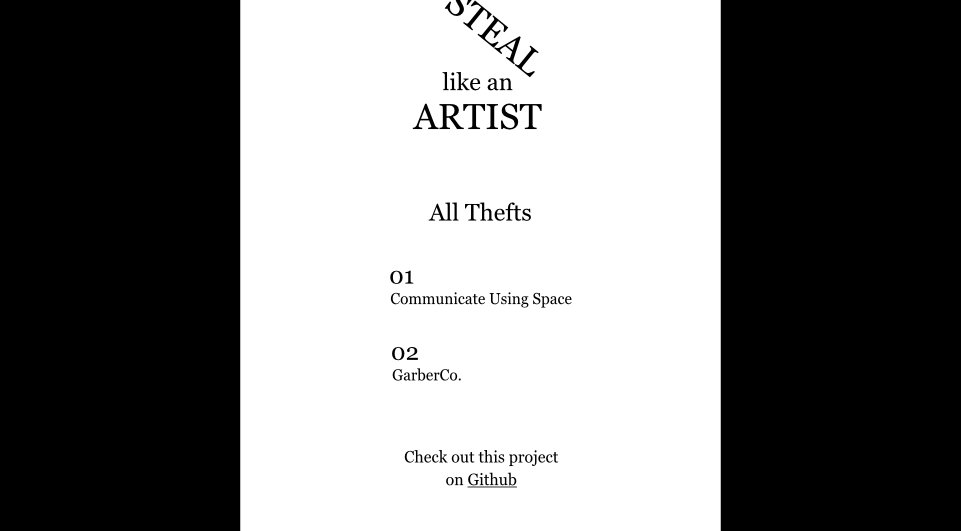 STEAL
like an
ARTIST
All Thefts
01
Communicate Using Space
02
GarberCo.
Check out this project
on Github